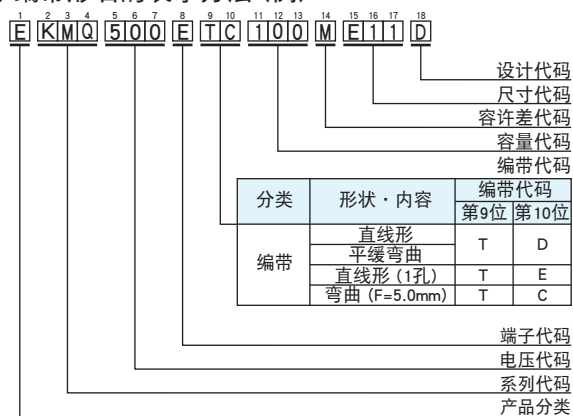 1 2 3 4 5 6 7 8 9 10 11 12 13 14 15 16 17 18
E KMQ 500 E TC 100 M E11 D
设计代码
尺寸代码
容许差代码
容量代码
编带代码
分类 形状・内容 编带代码
第9位 第10位
编带 直线形 T D
平缓弯曲
直线形 (1孔) T E
弯曲 (F=5.0mm) T C
端子代码
电压代码
系列代码
产品分类